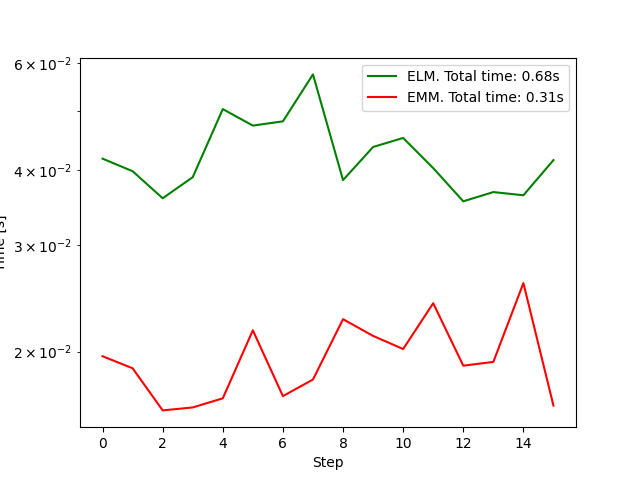 6 × 10⁻²
4 × 10⁻²
3 × 10⁻²
2 × 10⁻²
ELM. Total time: 0.68s
EMM. Total time: 0.31s
0 2 4 6 8 10 12 14
Step